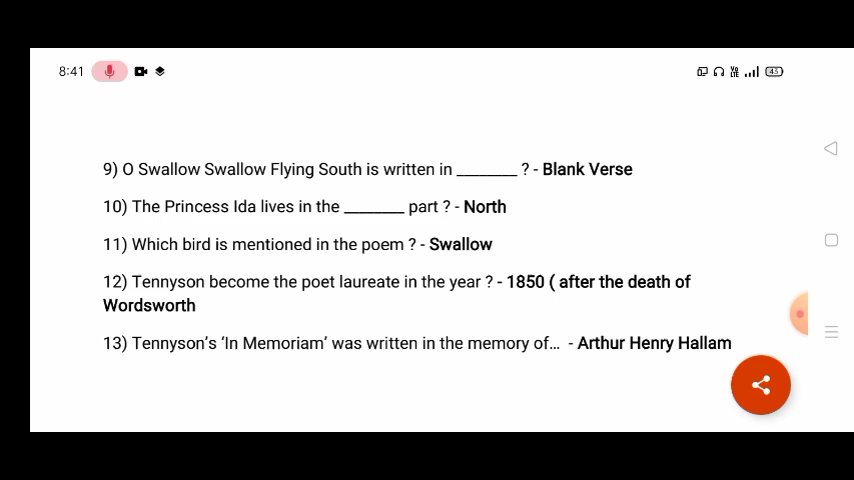 8:41
43
9) O Swallow Swallow Flying South is written in ________ ? - Blank Verse
10) The Princess Ida lives in the ________ part ? - North
11) Which bird is mentioned in the poem ? - Swallow
12) Tennyson become the poet laureate in the year ? - 1850 ( after the death of
Wordsworth
13) Tennyson's ‘In Memoriam’ was written in the memory of... - Arthur Henry Hallam